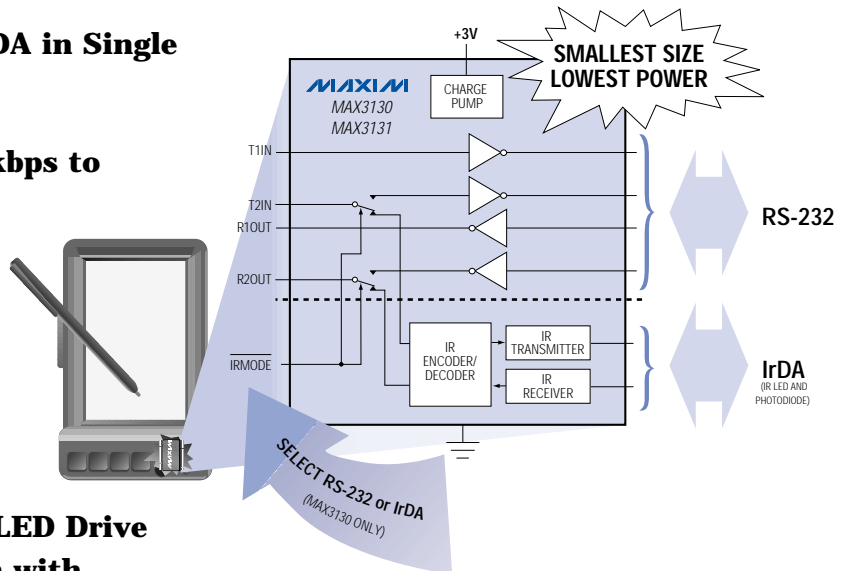 DA in Single
kbps to
LED Drive
with
+3V
SMALLEST SIZE
LOWEST POWER
MAXIM
MAX3130
MAX3131
CHARGE
PUMP
T1IN
T2IN
R1OUT
R2OUT
IRMODE
IR
ENCODER/
DECODER
IR
TRANSMITTER
IR
RECEIVER
RS-232
IrDA
(IR LED AND
PHOTODIODE)
MAXIM
SELECT RS-232 or IrDA
(MAX3130 ONLY)